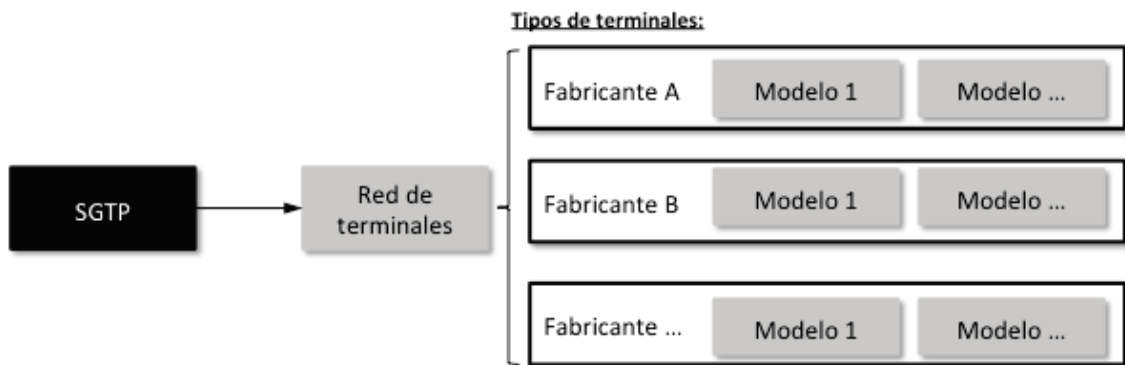 Tipos de terminales:
Fabricante A
Modelo 1
Modelo ...
SGTP
Red de
terminales
Fabricante B
Modelo 1
Modelo ...
Fabricante ...
Modelo 1
Modelo ...